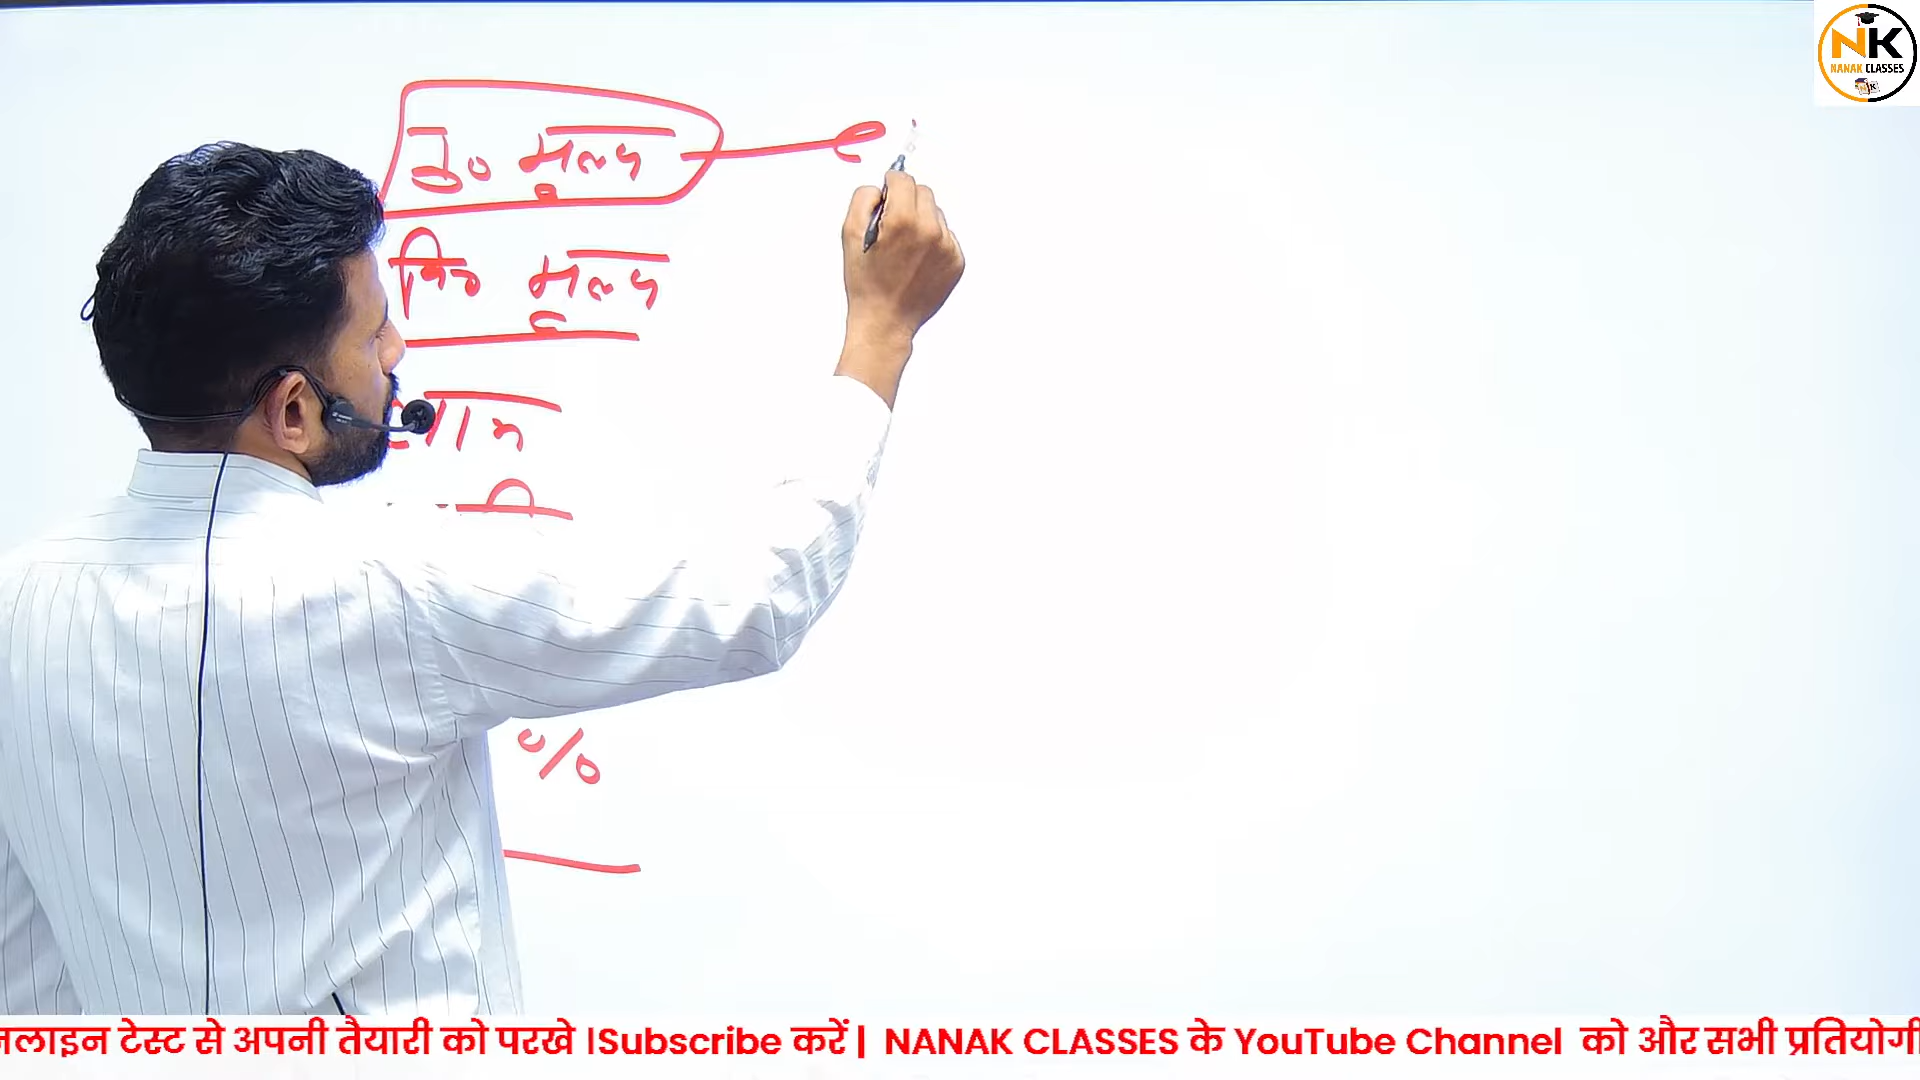 NK
NANAK CLASSES
क्र० मूल्य
वि० मूल्य
%
नलाइन टेस्ट से अपनी तैयारी को परखे ।Subscribe करें | NANAK CLASSES के YouTube Channel को और सभी प्रतियोगी